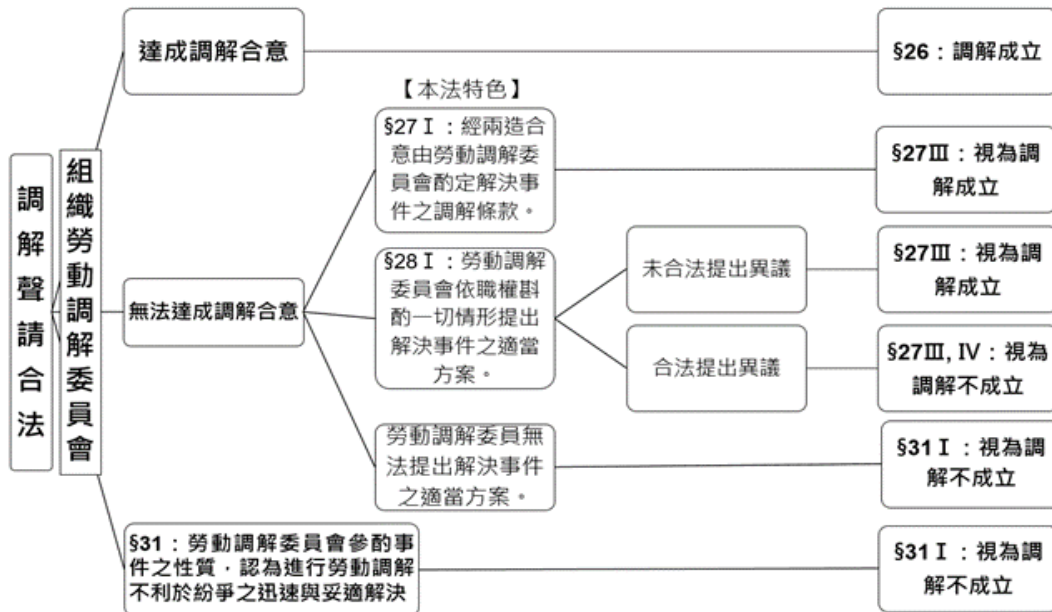 調解聲請合法
組織勞動調解委員會
達成調解合意
§26：調解成立
無法達成調解合意
【本法特色】
§27Ⅰ：經兩造合
意由勞動調解委
員會酌定解決事
件之調解條款。
§27Ⅲ：視為調
解成立
§28Ⅰ：勞動調解
委員會依職權斟
酌一切情形提出
解決事件之適當
方案。
未合法提出異議
§27Ⅲ：視為調
解成立
合法提出異議
§27Ⅲ, Ⅳ：視為
調解不成立
勞動調解委員無
法提出解決事件
之適當方案。
§31Ⅰ：視為調
解不成立
§31：勞動調解委員會參酌事
件之性質，認為進行勞動調解
不利於紛爭之迅速與妥適解決
§31Ⅰ：視為調
解不成立